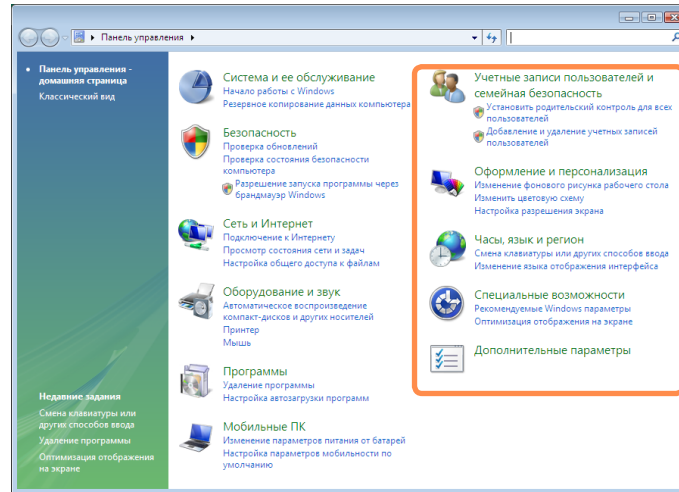 Панель управления
Панель управления -
домашняя страница
Классический вид
Система и ее обслуживание
Начало работы с Windows
Резервное копирование данных компьютера
Безопасность
Проверка обновлений
Проверка состояния безопасности
компьютера
Разрешение запуска программы через
брандмауэр Windows
Сеть и Интернет
Подключение к Интернету
Просмотр состояния сети и задач
Настройка общего доступа к файлам
Оборудование и звук
Автоматическое воспроизведение
компакт-дисков и других носителей
Принтер
Мышь
Программы
Удаление программы
Настройка автозагрузки программ
Мобильные ПК
Изменение параметров питания от батарей
Настройка параметров мобильности по
умолчанию
Учетные записи пользователей и
семейная безопасность
Установить родительский контроль для всех
пользователей
Добавление и удаление учетных записей
пользователей
Оформление и персонализация
Изменение фонового рисунка рабочего стола
Изменить цветовую схему
Настройка разрешения экрана
Часы, язык и регион
Смена клавиатуры или других способов ввода
Изменение языка отображения интерфейса
Специальные возможности
Рекомендуемые Windows параметры
Оптимизация отображения на экране
Дополнительные параметры
Недавние задания
Смена клавиатуры или
других способов ввода
Удаление программы
Оптимизация отображения
на экране